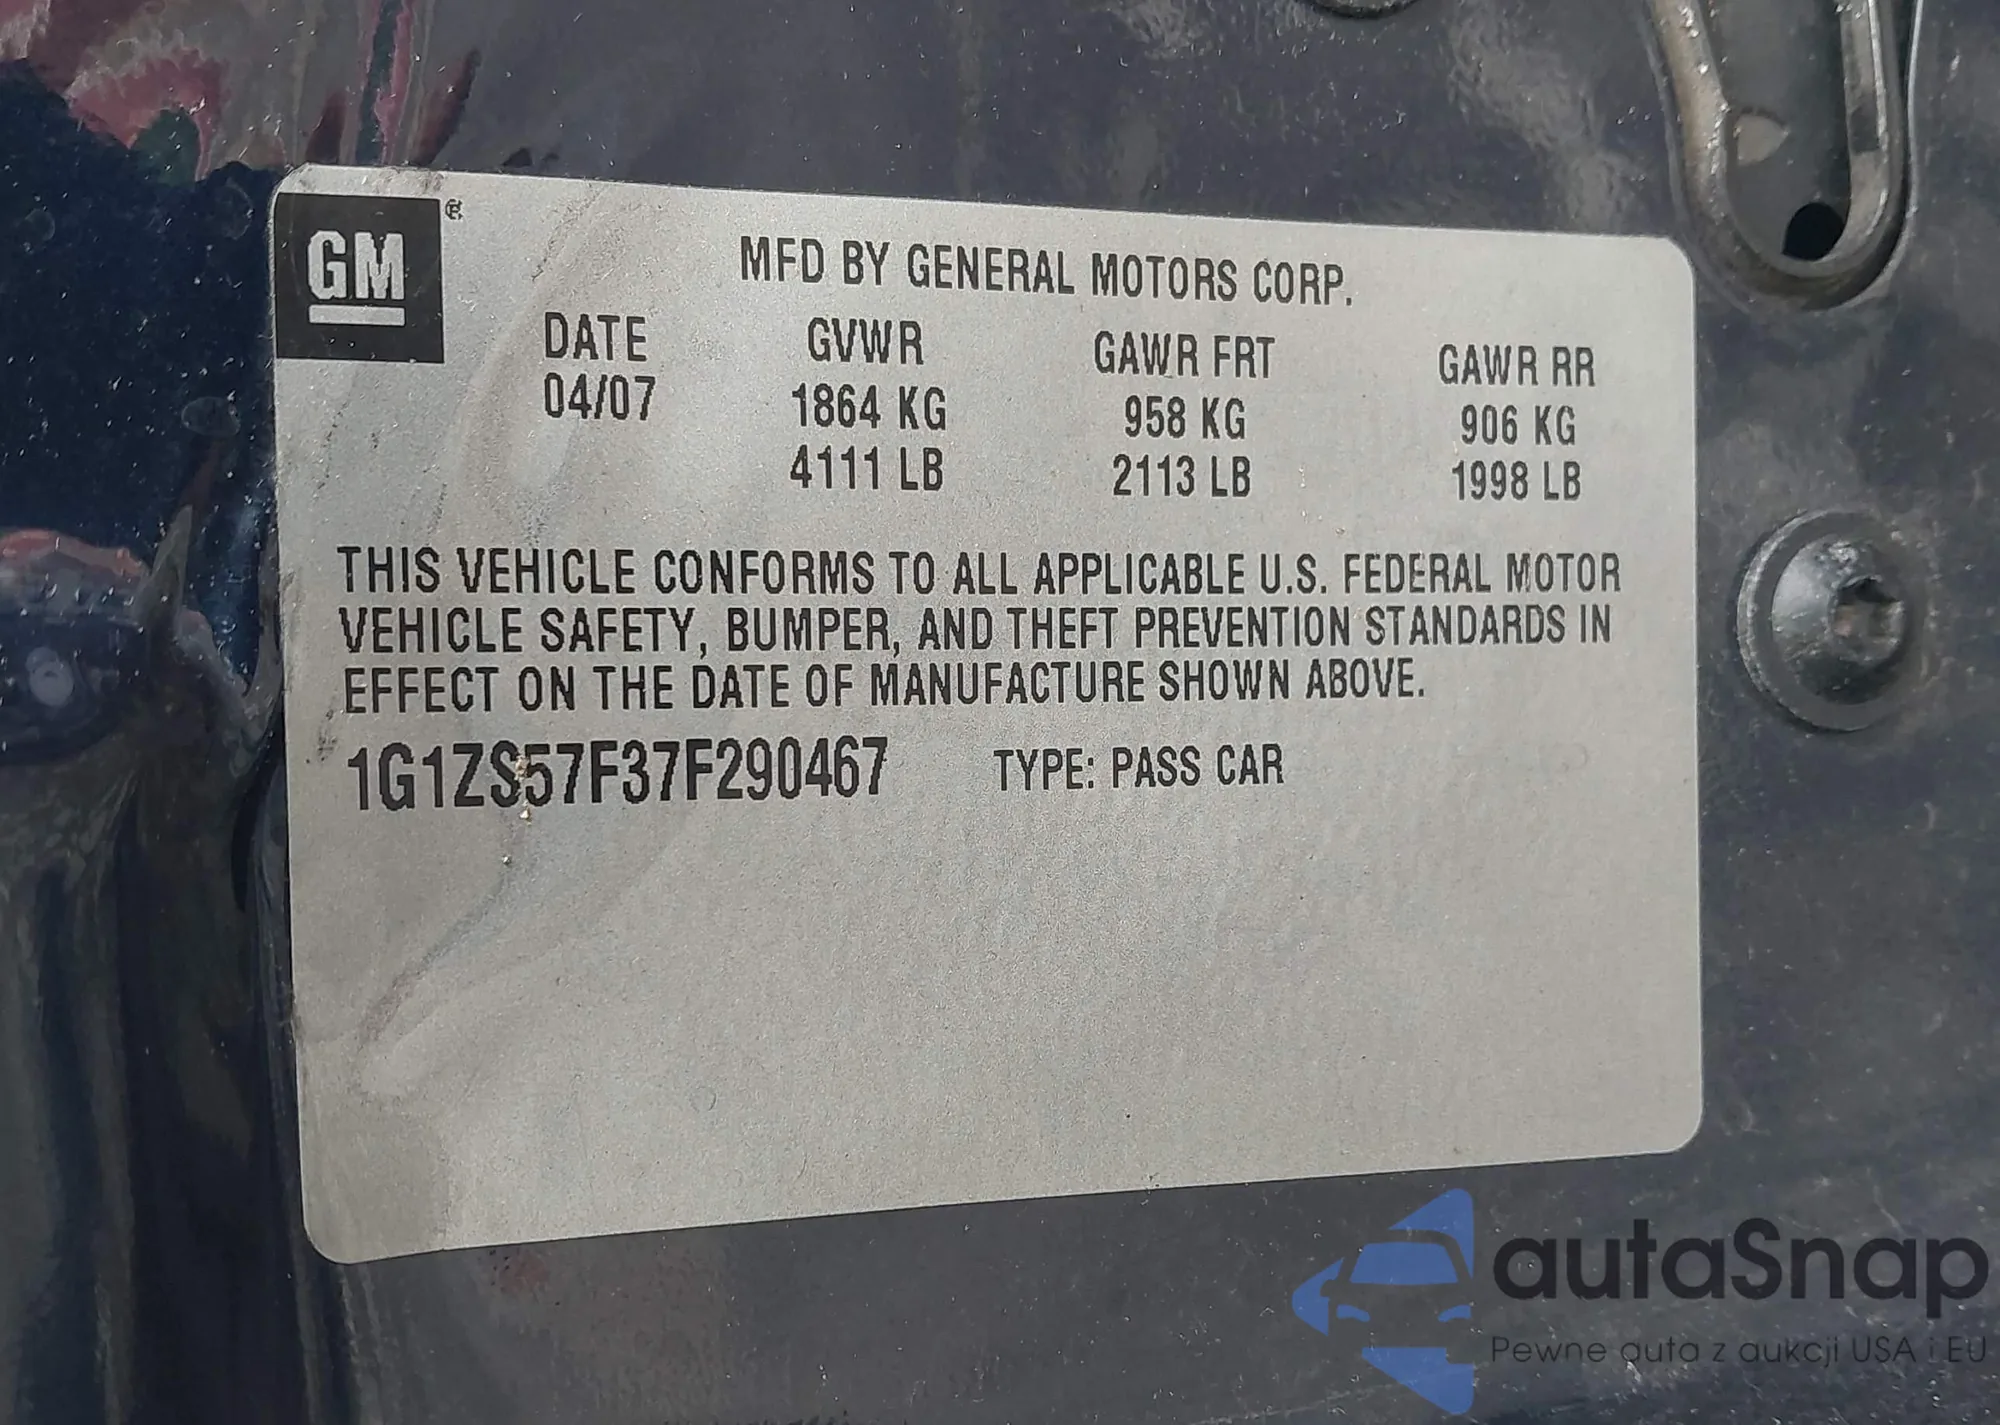 GM ®
MFD BY GENERAL MOTORS CORP.
DATE GVWR GAWR FRT GAWR RR
04/07 1864 KG 958 KG 906 KG
4111 LB 2113 LB 1998 LB
THIS VEHICLE CONFORMS TO ALL APPLICABLE U.S. FEDERAL MOTOR
VEHICLE SAFETY, BUMPER, AND THEFT PREVENTION STANDARDS IN
EFFECT ON THE DATE OF MANUFACTURE SHOWN ABOVE.
1G1ZS57F37F290467 TYPE: PASS CAR
autaSnap
Pewne auta z aukcji USA i EU